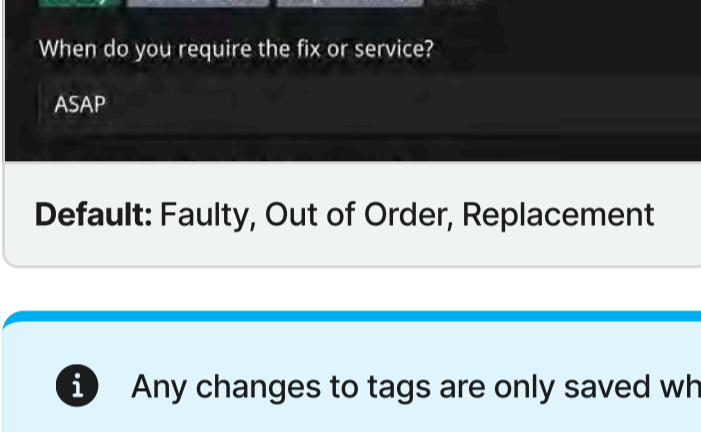 When do you require the fix or service?
ASAP
Default: Faulty, Out of Order, Replacement
Any changes to tags are only saved wh